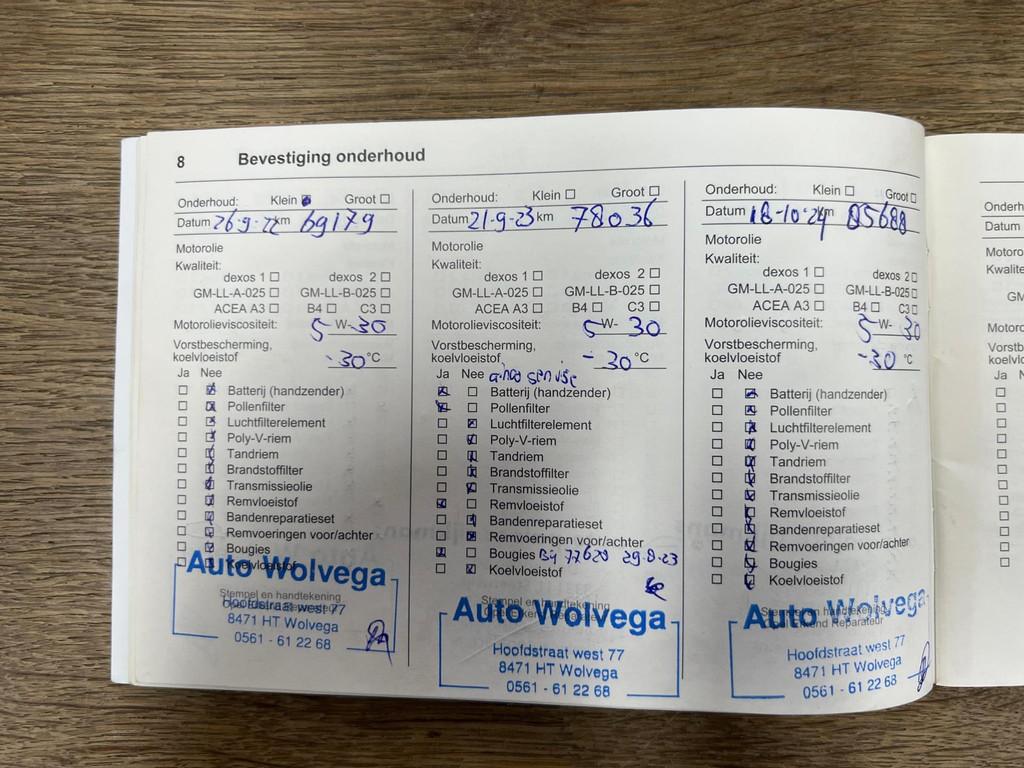 8 Bevestiging onderhoud
Onderhoud: Klein Groot
Datum 26-9-22 km 69179
Motorolie
Kwaliteit:
dexos 1 dexos 2
GM-LL-A-025 GM-LL-B-025
ACEA A3 B4 C3
Motorolieviscositeit: 5 W- 30
Vorstbescherming,
koelvloeistof -30 °C
Ja Nee
Batterij (handzender)
Pollenfilter
Luchtfilterelement
Poly-V-riem
Tandriem
Brandstoffilter
Transmissieolie
Remvloeistof
Bandenreparatieset
Remvoeringen voor/achter
Bougies
Koelvloeistof
Auto Wolvega
Stempel en handtekening
Hoofdstraat west 77
8471 HT Wolvega
0561 - 61 22 68
Onderhoud: Klein Groot
Datum 21-9-23 km 78036
Motorolie
Kwaliteit:
dexos 1 dexos 2
GM-LL-A-025 GM-LL-B-025
ACEA A3 B4 C3
Motorolieviscositeit: 5 W- 30
Vorstbescherming,
koelvloeistof -30 °C
Ja Nee
Batterij (handzender)
Pollenfilter
Luchtfilterelement
Poly-V-riem
Tandriem
Brandstoffilter
Transmissieolie
Remvloeistof
Bandenreparatieset
Remvoeringen voor/achter
Bougies Bij 77629 29-8-23
Koelvloeistof
Stempel en handtekening
Auto Wolvega
Hoofdstraat west 77
8471 HT Wolvega
0561 - 61 22 68
Onderhoud: Klein Groot
Datum 18-10-24 km 85688
Motorolie
Kwaliteit:
dexos 1 dexos 2
GM-LL-A-025 GM-LL-B-025
ACEA A3 B4 C3
Motorolieviscositeit: 5 W- 30
Vorstbescherming,
koelvloeistof -30 °C
Ja Nee
Batterij (handzender)
Pollenfilter
Luchtfilterelement
Poly-V-riem
Tandriem
Brandstoffilter
Transmissieolie
Remvloeistof
Bandenreparatieset
Remvoeringen voor/achter
Bougies
Koelvloeistof
Stempel en handtekening
Auto Wolvega
Erkend Reparateur
Hoofdstraat west 77
8471 HT Wolvega
0561 - 61 22 68
Datum
Ja